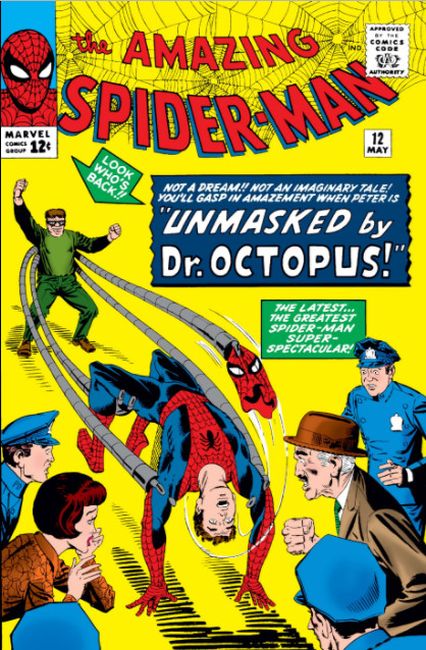 the AMAZING
SPIDER-MAN
IND.
APPROVED
BY THE
COMICS
CODE
AUTHORITY
MARVEL
COMICS
GROUP
12¢
12
MAY
LOOK
WHO'S
BACK!!
NOT A DREAM!! NOT AN IMAGINARY TALE!
YOU'LL GASP IN AMAZEMENT WHEN PETER IS
"UNMASKED by
DR. OCTOPUS!"
THE LATEST...
THE GREATEST
SPIDER-MAN
SUPER-
SPECTACULAR!